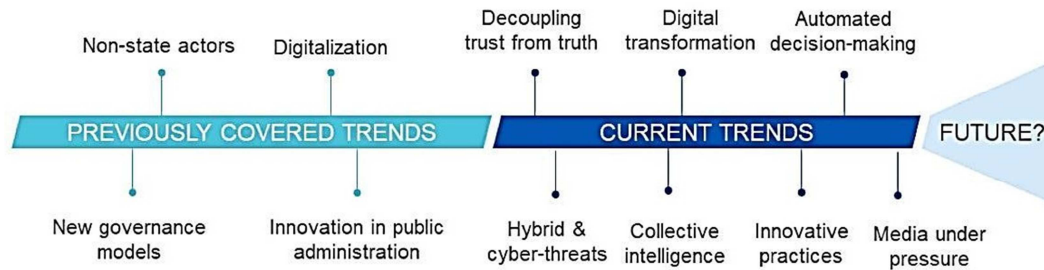 Non-state actors
Digitalization
Decoupling
trust from truth
Digital
transformation
Automated
decision-making
PREVIOUSLY COVERED TRENDS
CURRENT TRENDS
FUTURE?
New governance
models
Innovation in public
administration
Hybrid &
cyber-threats
Collective
intelligence
Innovative
practices
Media under
pressure